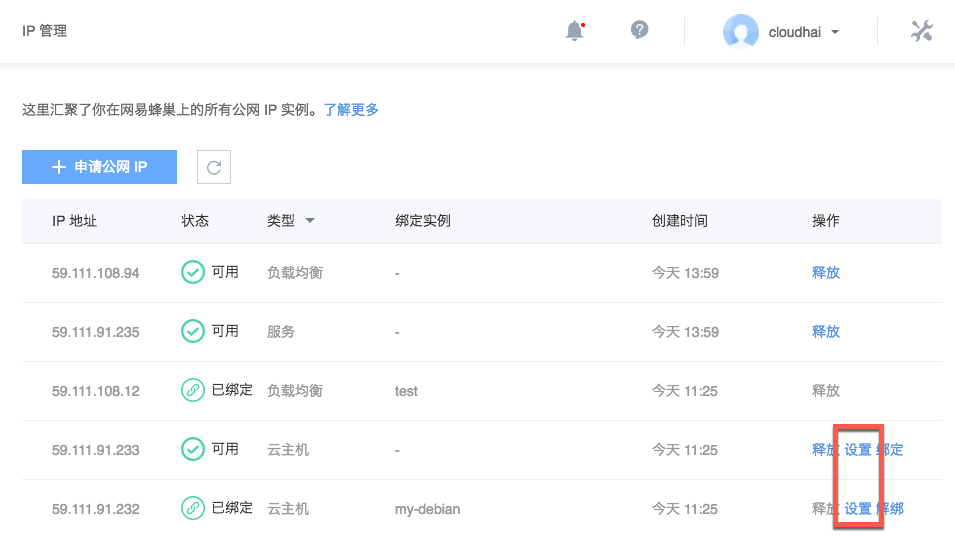 IP 管理
cloudhai
这里汇聚了你在网易蜂巢上的所有公网 IP 实例。了解更多
申请公网 IP
IP 地址 状态 类型 绑定实例 创建时间 操作
59.111.108.94 可用 负载均衡 - 今天 13:59 释放
59.111.91.235 可用 服务 - 今天 13:59 释放
59.111.108.12 已绑定 负载均衡 test 今天 11:25 释放
59.111.91.233 可用 云主机 - 今天 11:25 释放 设置 绑定
59.111.91.232 已绑定 云主机 my-debian 今天 11:25 释放 设置 解绑